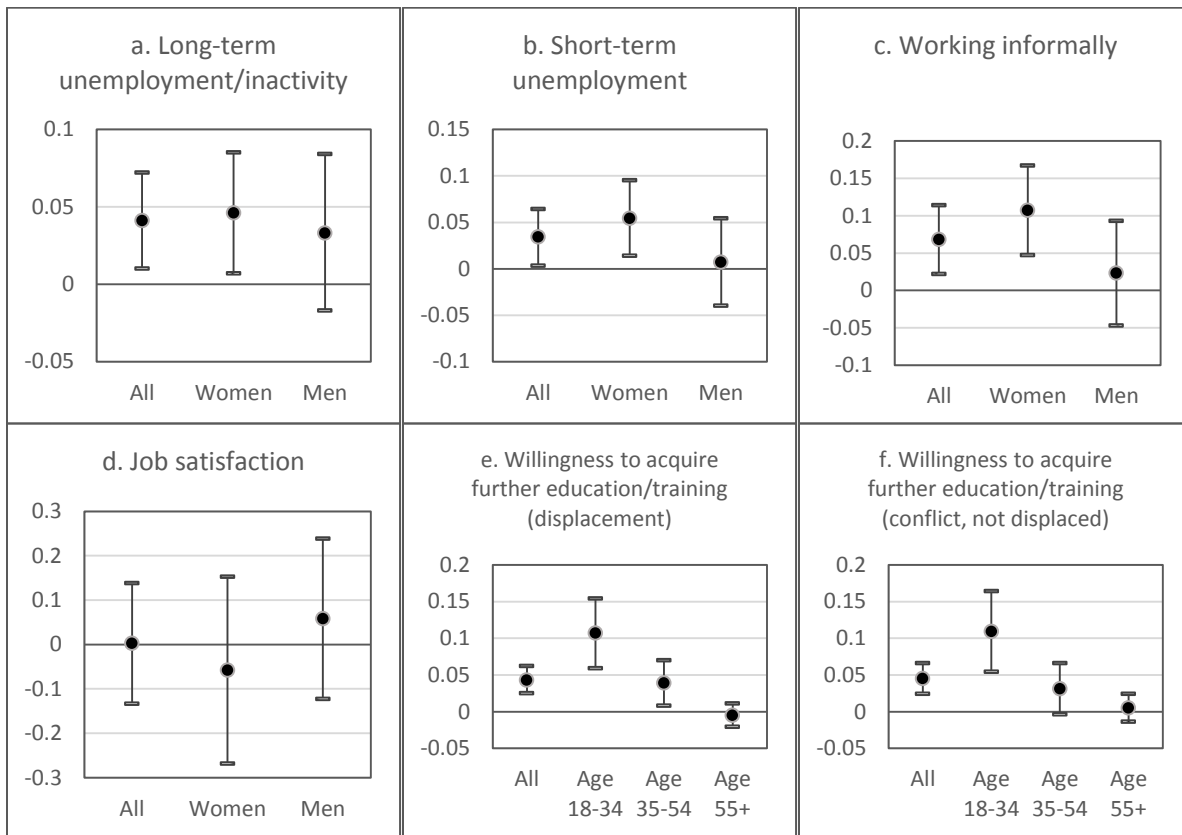 a. Long-term
unemployment/inactivity
0.1
0.05
0
-0.05
All
Women
Men
b. Short-term
unemployment
0.15
0.1
0.05
0
-0.05
-0.1
All
Women
Men
c. Working informally
0.2
0.15
0.1
0.05
0
-0.05
-0.1
All
Women
Men
d. Job satisfaction
0.3
0.2
0.1
0
-0.1
-0.2
-0.3
All
Women
Men
e. Willingness to acquire
further education/training
(displacement)
0.2
0.15
0.1
0.05
0
-0.05
All
Age
18-34
Age
35-54
Age
55+
f. Willingness to acquire
further education/training
(conflict, not displaced)
0.2
0.15
0.1
0.05
0
-0.05
All
Age
18-34
Age
35-54
Age
55+